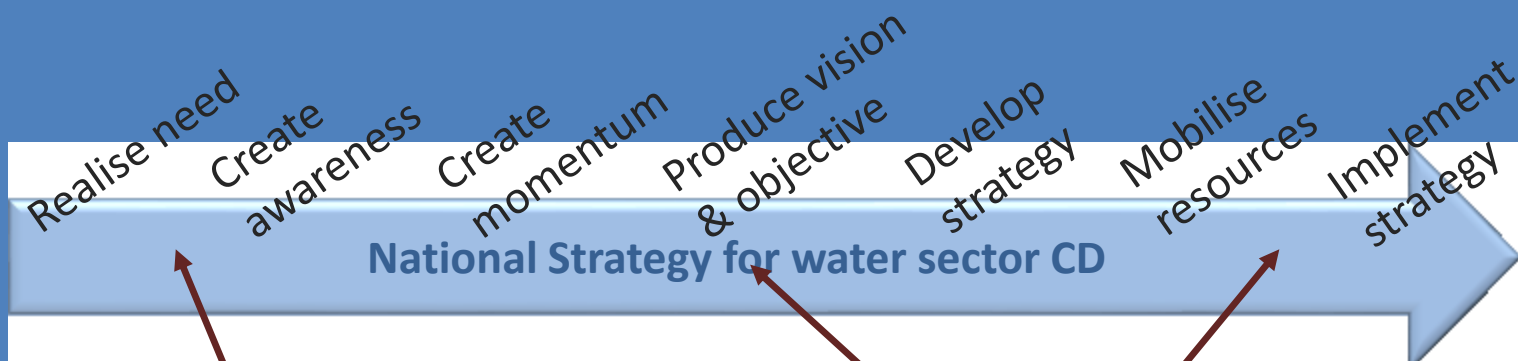 Realise need
Create
awareness
Create
momentum
Produce vision
& objective
Develop
strategy
Mobilise
resources
Implement
strategy
National Strategy for water sector CD